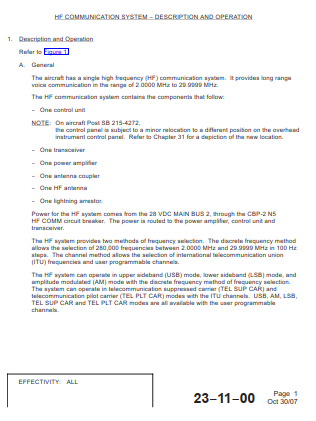 HF COMMUNICATION SYSTEM – DESCRIPTION AND OPERATION
1. Description and Operation
Refer to Figure 1.
A. General
The aircraft has a single high frequency (HF) communication system. It provides long range
voice communication in the range of 2.0000 MHz to 29.9999 MHz.
The HF communication system contains the components that follow:
– One control unit
NOTE: On aircraft Post SB 215-4272,
the control panel is subject to a minor relocation to a different position on the overhead
instrument control panel. Refer to Chapter 31 for a depiction of the new location.
– One transceiver
– One power amplifier
– One antenna coupler
– One HF antenna
– One lightning arrestor.
Power for the HF system comes from the 28 VDC MAIN BUS 2, through the CBP-2 N5
HF COMM circuit breaker. The power is routed to the power amplifier, control unit and
transceiver.
The HF system provides two methods of frequency selection. The discrete frequency method
allows the selection of 280,000 frequencies between 2.0000 MHz and 29.9999 MHz in 100 Hz
steps. The channel method allows the selection of international telecommunication union
(ITU) frequencies and user programmable channels.
The HF system can operate in upper sideband (USB) mode, lower sideband (LSB) mode, and
amplitude modulated (AM) mode with the discrete frequency method of frequency selection.
The system can operate in telecommunication suppressed carrier (TEL SUP CAR) and
telecommunication pilot carrier (TEL PLT CAR) modes with the ITU channels. USB, AM, LSB,
TEL SUP CAR and TEL PLT CAR modes are all available with the user programmable
channels.
EFFECTIVITY: ALL
23–11–00
Page 1
Oct 30/07